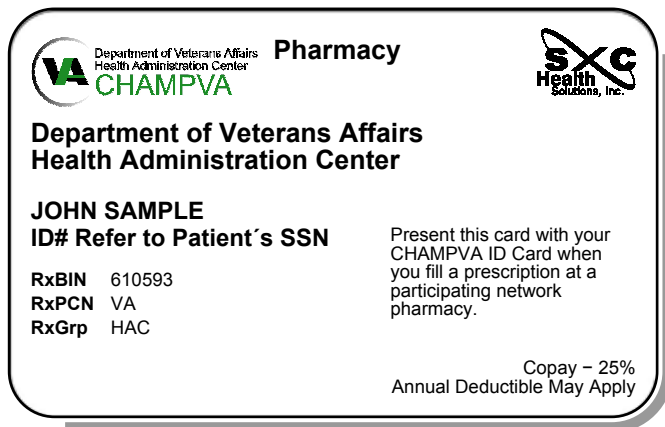 VA
Department of Veterans Affairs
Health Administration Center
CHAMPVA
Pharmacy
SXC
Health
Solutions, Inc.
Department of Veterans Affairs
Health Administration Center
JOHN SAMPLE
ID# Refer to Patient´s SSN
RxBIN 610593
RxPCN VA
RxGrp HAC
Present this card with your
CHAMPVA ID Card when
you fill a prescription at a
participating network
pharmacy.
Copay − 25%
Annual Deductible May Apply